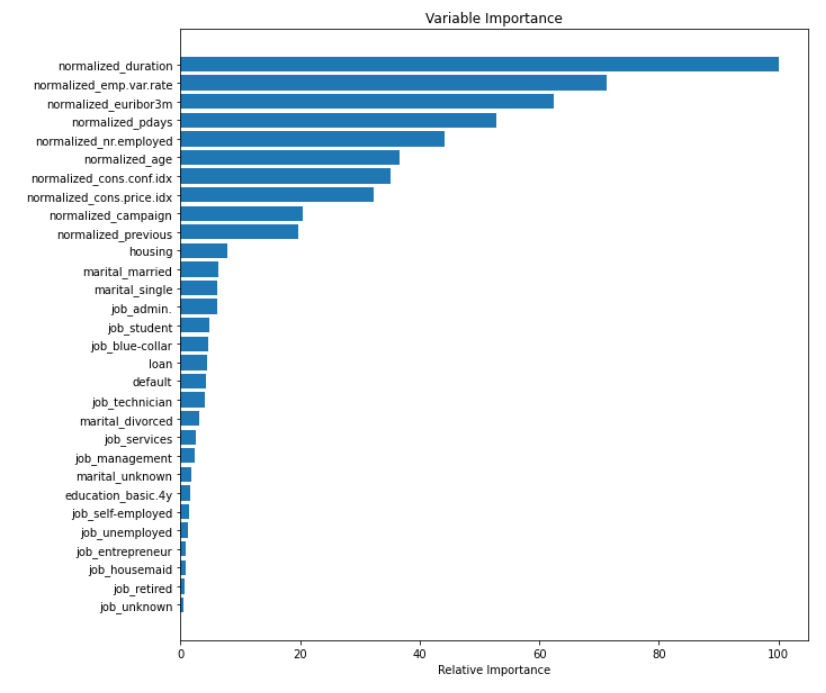 Variable Importance
normalized_duration
normalized_emp.var.rate
normalized_euribor3m
normalized_pdays
normalized_nr.employed
normalized_age
normalized_cons.conf.idx
normalized_cons.price.idx
normalized_campaign
normalized_previous
housing
marital_married
marital_single
job_admin.
job_student
job_blue-collar
loan
default
job_technician
marital_divorced
job_services
job_management
marital_unknown
education_basic.4y
job_self-employed
job_unemployed
job_entrepreneur
job_housemaid
job_retired
job_unknown
0 20 40 60 80 100
Relative Importance